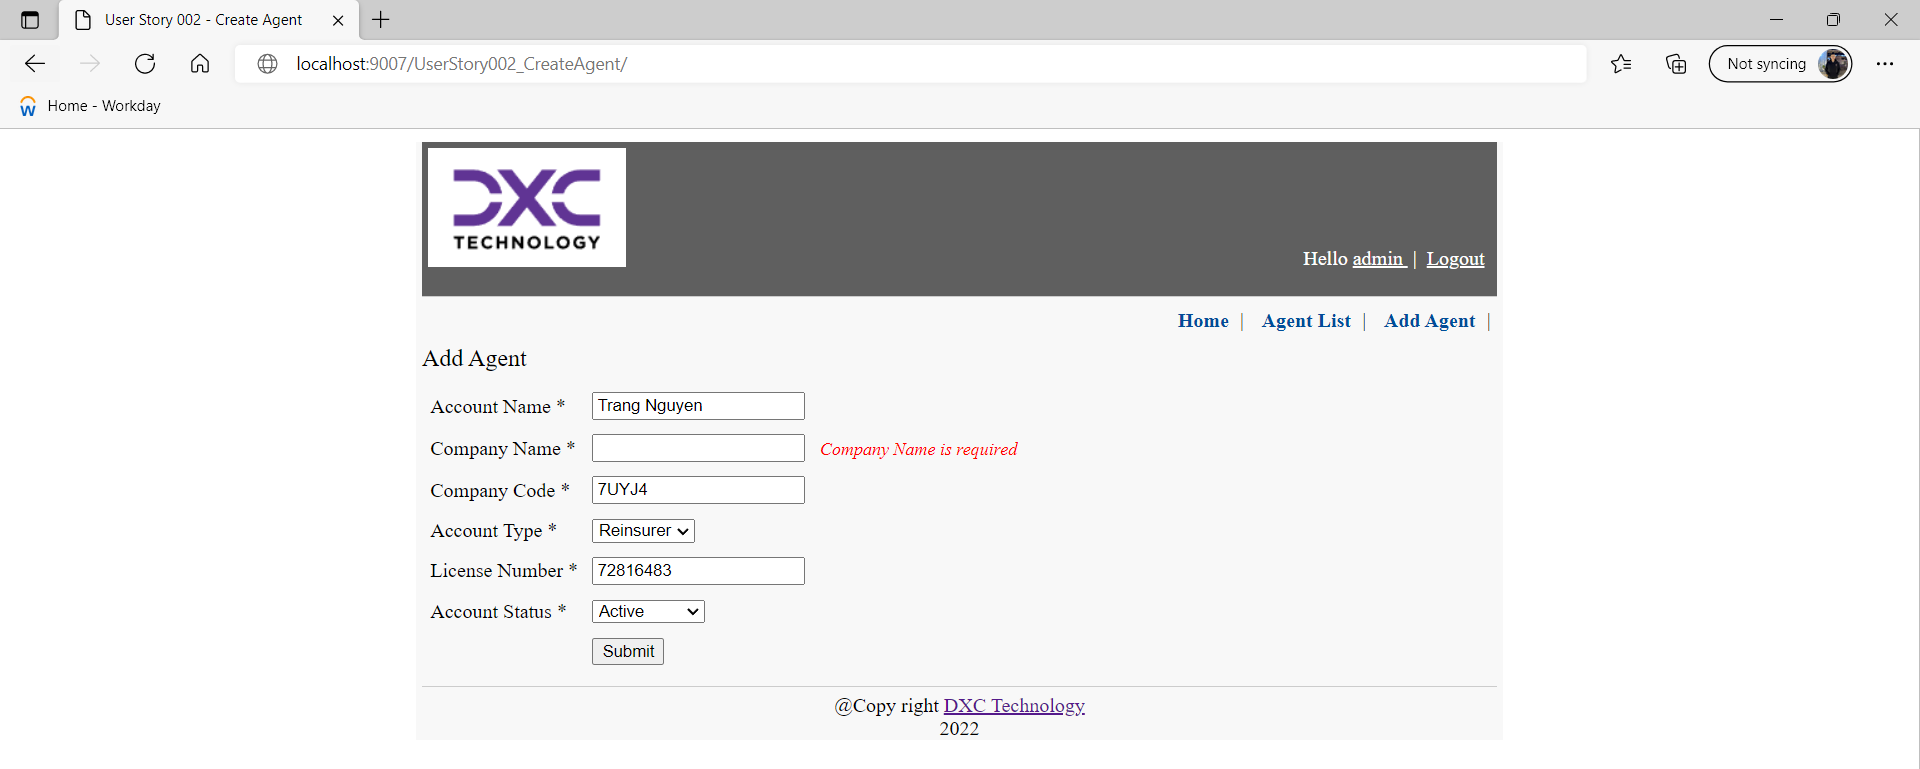 User Story 002 - Create Agent
localhost:9007/UserStory002_CreateAgent/
Not syncing
Home - Workday
DXC
TECHNOLOGY
Hello admin | Logout
Home | Agent List | Add Agent |
Add Agent
Account Name * Trang Nguyen
Company Name * Company Name is required
Company Code * 7UYJ4
Account Type * Reinsurer
License Number * 72816483
Account Status * Active
Submit
@Copy right DXC Technology
2022